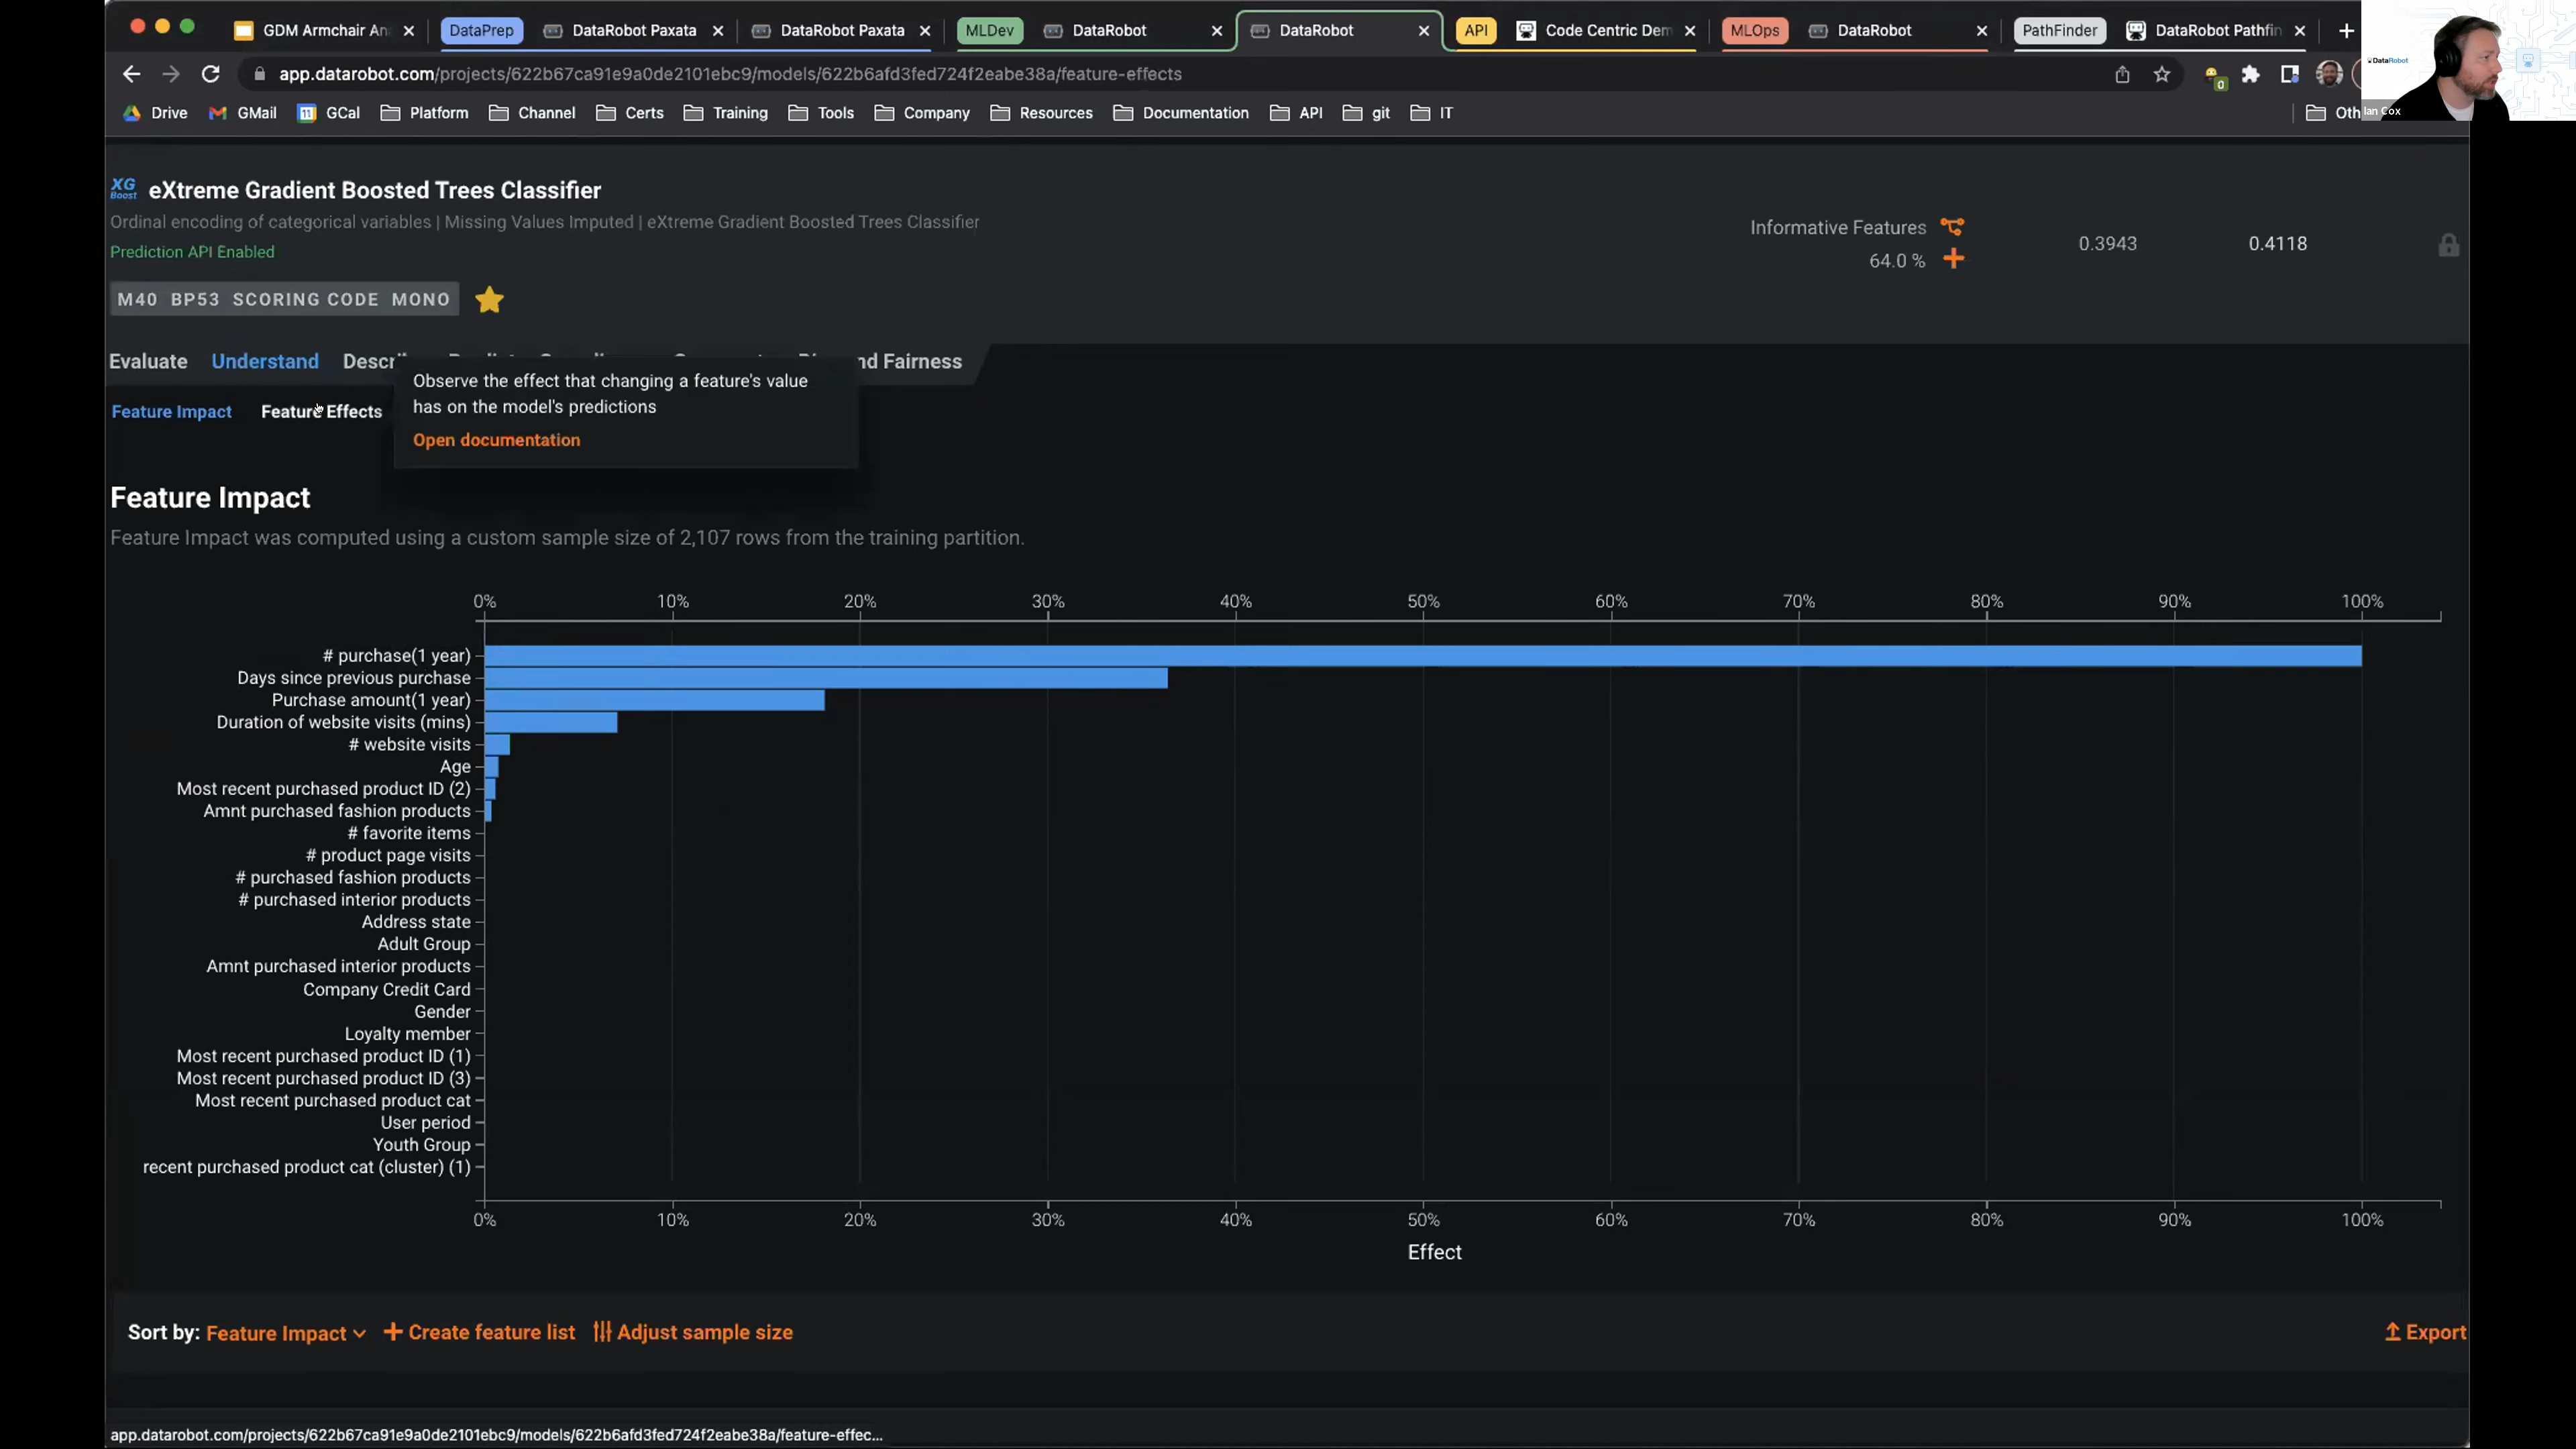 GDM Armchair An
DataPrep
DataRobot Paxata
DataRobot Paxata
MLDev
DataRobot
DataRobot
API
Code Centric Dem
MLOps
DataRobot
PathFinder
DataRobot Pathfin
app.datarobot.com/projects/622b67ca91e9a0de2101ebc9/models/622b6afd3fed724f2eabe38a/feature-effects
DataRobot
Ian Cox
Drive GMail GCal Platform Channel Certs Training Tools Company Resources Documentation API git IT Oth
XG Boost
eXtreme Gradient Boosted Trees Classifier
Ordinal encoding of categorical variables | Missing Values Imputed | eXtreme Gradient Boosted Trees Classifier
Prediction API Enabled
Informative Features
64.0 %
0.3943
0.4118
M40 BP53 SCORING CODE MONO
Evaluate Understand nd Fairness
Feature Impact Feature Effects
Observe the effect that changing a feature's value
has on the model's predictions
Open documentation
Feature Impact
Feature Impact was computed using a custom sample size of 2,107 rows from the training partition.
0% 10% 20% 30% 40% 50% 60% 70% 80% 90% 100%
# purchase(1 year)
Days since previous purchase
Purchase amount(1 year)
Duration of website visits (mins)
# website visits
Age
Most recent purchased product ID (2)
Amnt purchased fashion products
# favorite items
# product page visits
# purchased fashion products
# purchased interior products
Address state
Adult Group
Amnt purchased interior products
Company Credit Card
Gender
Loyalty member
Most recent purchased product ID (1)
Most recent purchased product ID (3)
Most recent purchased product cat
User period
Youth Group
recent purchased product cat (cluster) (1)
0% 10% 20% 30% 40% 50% 60% 70% 80% 90% 100%
Effect
Sort by: Feature Impact Create feature list Adjust sample size Export
app.datarobot.com/projects/622b67ca91e9a0de2101ebc9/models/622b6afd3fed724f2eabe38a/feature-effec...